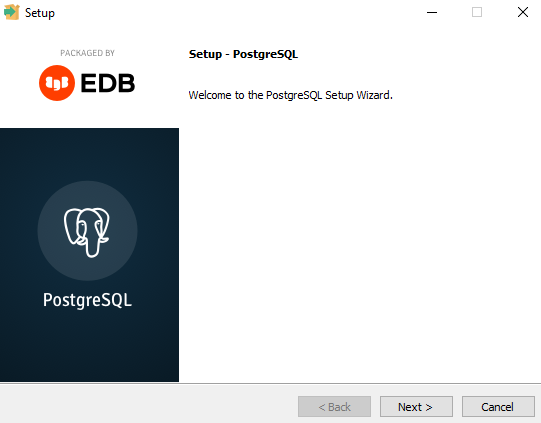 Setup
PACKAGED BY
EDB
PostgreSQL
Setup - PostgreSQL
Welcome to the PostgreSQL Setup Wizard.
< Back
Next >
Cancel